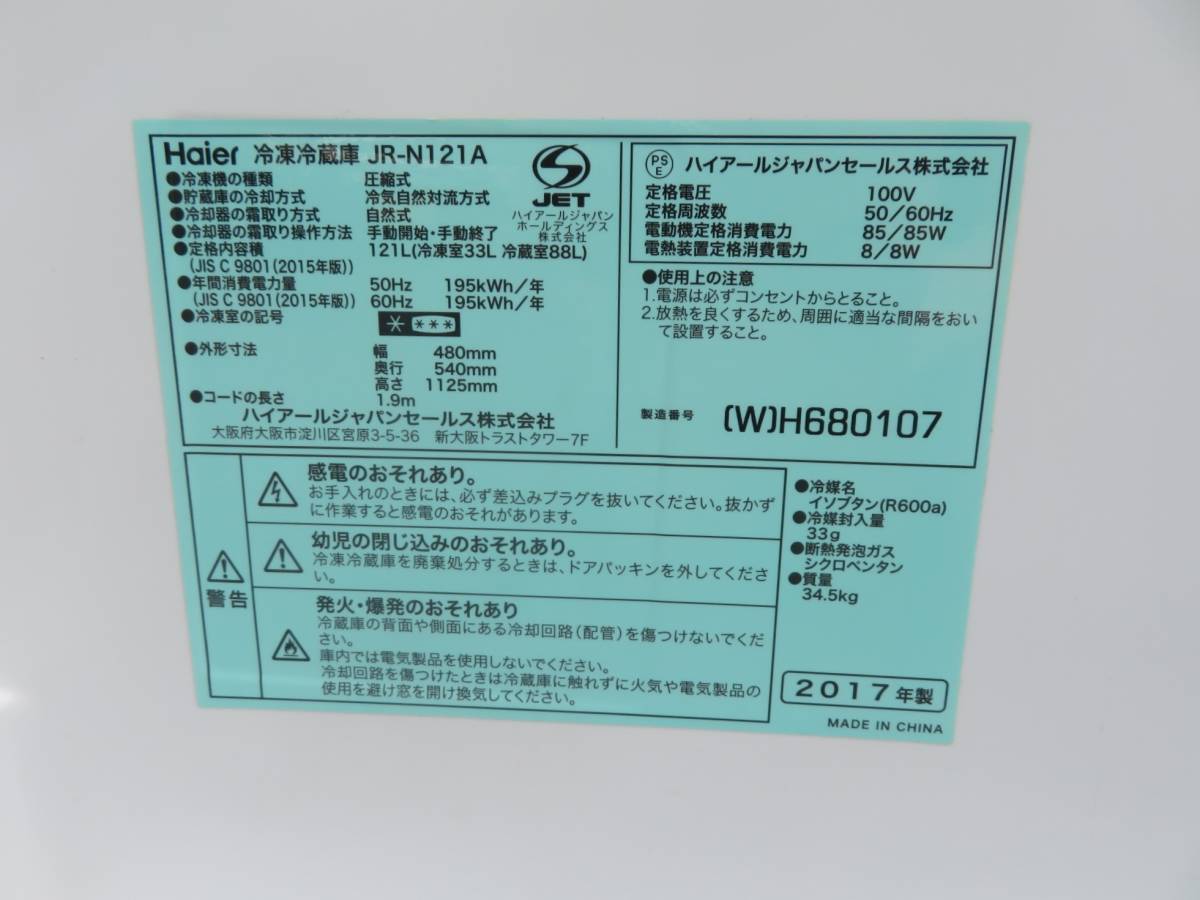 Haier 冷凍冷蔵庫 JR-N121A
●冷凍機の種類 圧縮式
●貯蔵庫の冷却方式 冷気自然対流方式
●冷却器の霜取り方式 自然式
●冷却器の霜取り操作方法 手動開始・手動終了
●定格内容積 121L(冷凍室33L 冷蔵室88L)
(JIS C 9801(2015年版))
●年間消費電力量 50Hz 195kWh/年
(JIS C 9801(2015年版)) 60Hz 195kWh/年
●冷凍室の記号 * ***
●外形寸法 幅 480mm
奥行 540mm
高さ 1125mm
●コードの長さ 1.9m
ハイアールジャパンセールス株式会社
大阪府大阪市淀川区宮原3-5-36 新大阪トラストタワー7F
JET
ハイアールジャパン
ホールディングス
株式会社
PS
E ハイアールジャパンセールス株式会社
定格電圧 100V
定格周波数 50/60Hz
電動機定格消費電力 85/85W
電熱装置定格消費電力 8/8W
●使用上の注意
1.電源は必ずコンセントからとること。
2.放熱を良くするため、周囲に適当な間隔をおい
て設置すること。
製造番号 (W)H680107
警告
感電のおそれあり。
お手入れのときには、必ず差込みプラグを抜いてください。抜かず
に作業すると感電のおそれがあります。
幼児の閉じ込みのおそれあり。
冷凍冷蔵庫を廃棄処分するときは、ドアパッキンを外してくださ
い。
発火・爆発のおそれあり
冷蔵庫の背面や側面にある冷却回路(配管)を傷つけないでくだ
さい。
庫内では電気製品を使用しないでください。
冷却回路を傷つけたときは冷蔵庫に触れずに火気や電気製品の
使用を避け窓を開け換気してください。
●冷媒名
イソブタン(R600a)
●冷媒封入量
33g
●断熱発泡ガス
シクロペンタン
●質量
34.5kg
2017年製
MADE IN CHINA